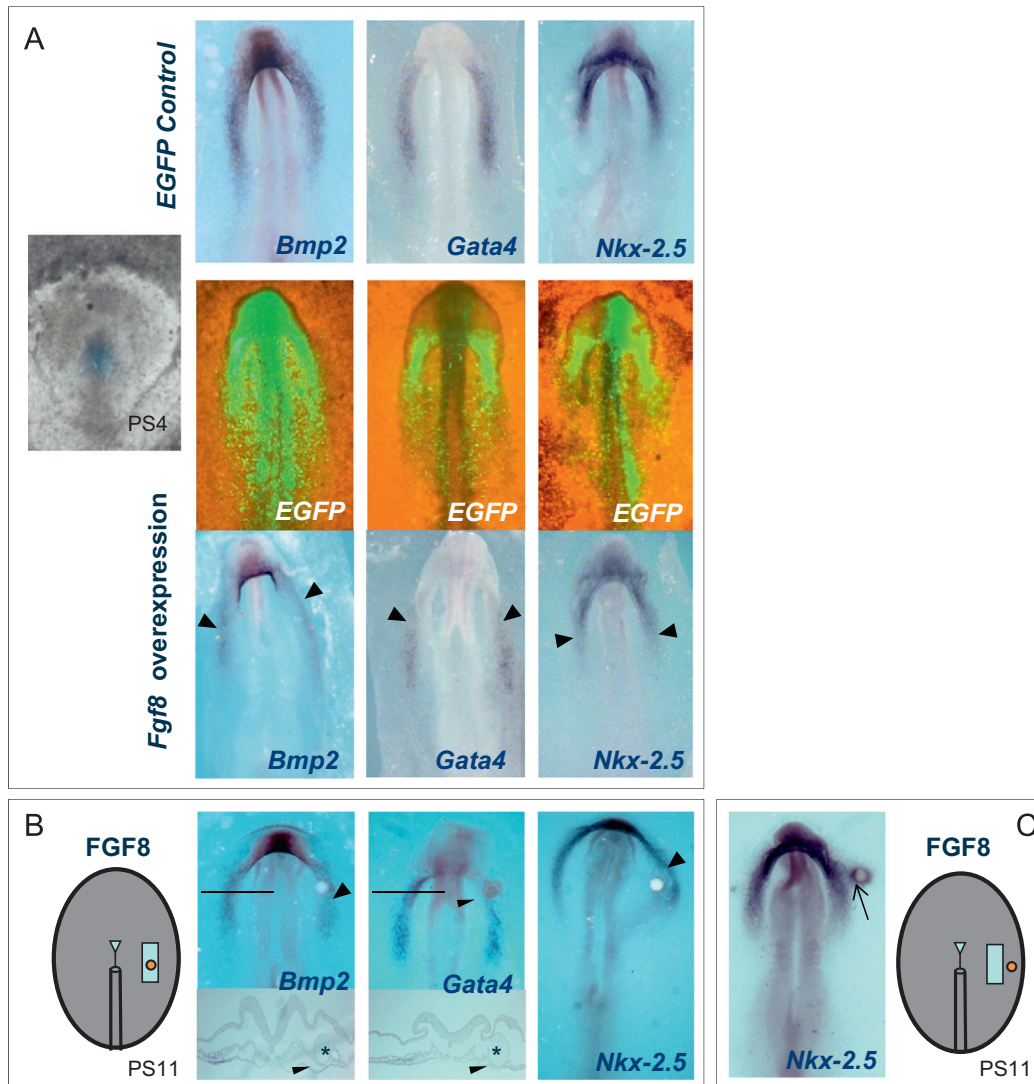 A
EGFP Control
Bmp2
Gata4
Nkx-2.5
PS4
EGFP
EGFP
EGFP
Fgf8 overexpression
Bmp2
Gata4
Nkx-2.5
B
FGF8
PS11
Bmp2
*
Gata4
*
Nkx-2.5
C
Nkx-2.5
FGF8
PS11